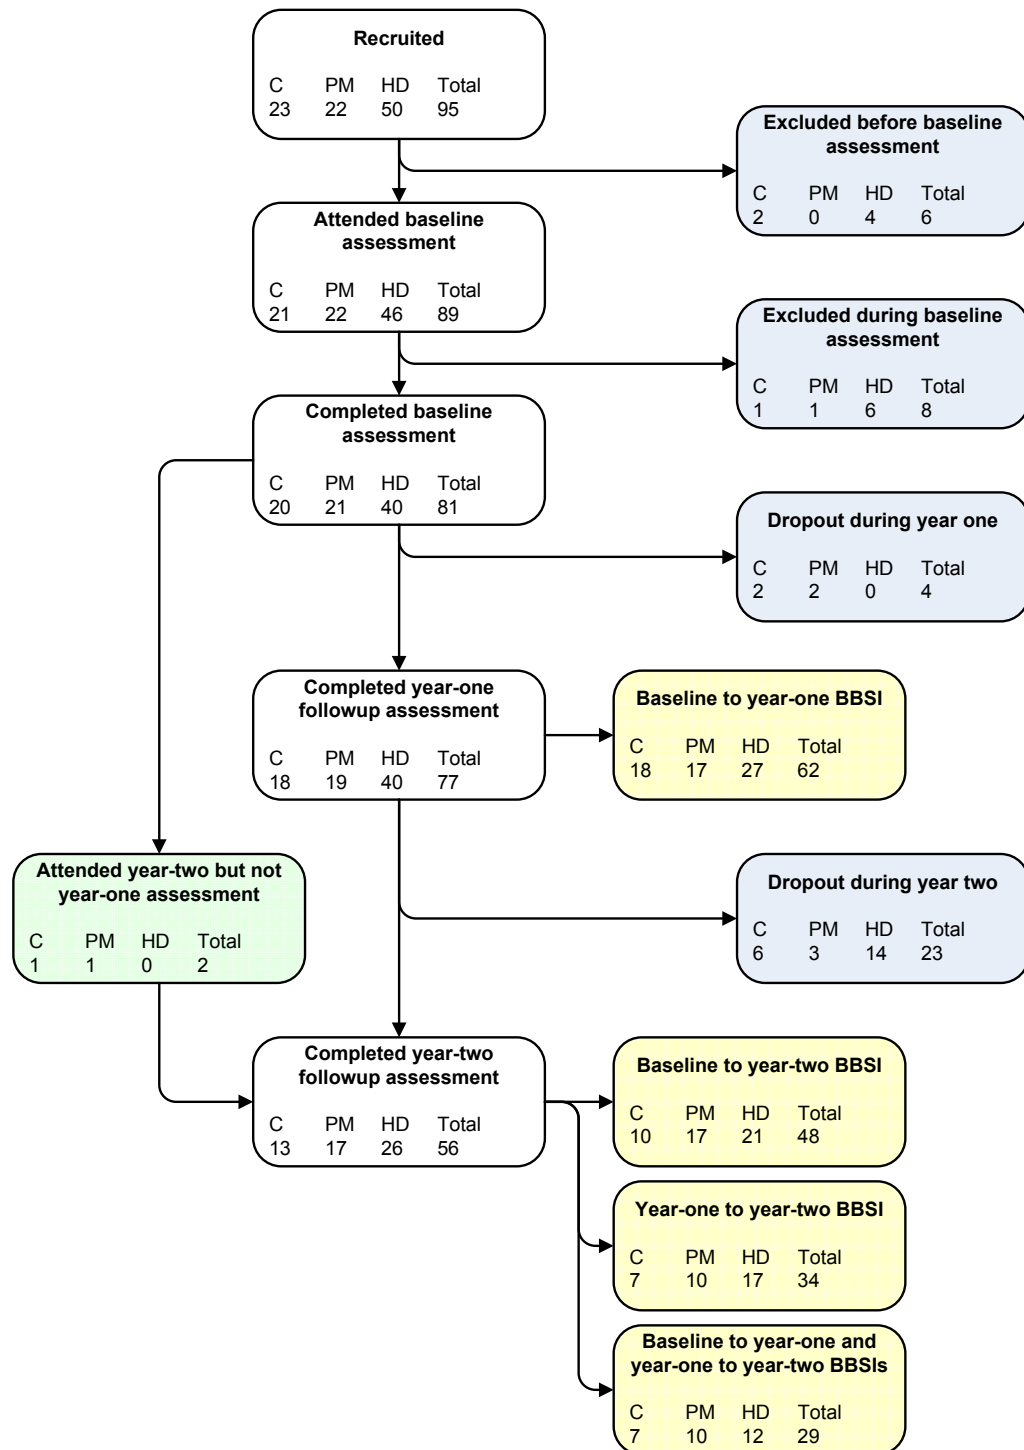 Recruited
C PM HD Total
23 22 50 95
Excluded before baseline
assessment
C PM HD Total
2 0 4 6
Attended baseline
assessment
C PM HD Total
21 22 46 89
Excluded during baseline
assessment
C PM HD Total
1 1 6 8
Completed baseline
assessment
C PM HD Total
20 21 40 81
Dropout during year one
C PM HD Total
2 2 0 4
Completed year-one
followup assessment
C PM HD Total
18 19 40 77
Baseline to year-one BBSI
C PM HD Total
18 17 27 62
Attended year-two but not
year-one assessment
C PM HD Total
1 1 0 2
Dropout during year two
C PM HD Total
6 3 14 23
Completed year-two
followup assessment
C PM HD Total
13 17 26 56
Baseline to year-two BBSI
C PM HD Total
10 17 21 48
Year-one to year-two BBSI
C PM HD Total
7 10 17 34
Baseline to year-one and
year-one to year-two BBSIs
C PM HD Total
7 10 12 29